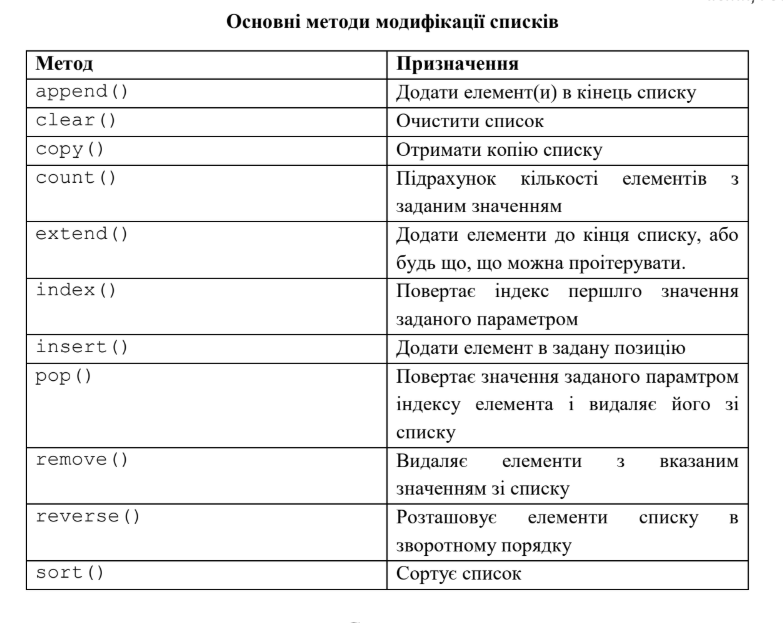 Основні методи модифікації списків
Метод Призначення
append() Додати елемент(и) в кінець списку
clear() Очистити список
copy() Отримати копію списку
count() Підрахунок кількості елементів з
заданим значенням
extend() Додати елементи до кінця списку, або
будь що, що можна проітерувати.
index() Повертає індекс першлго значення
заданого параметром
insert() Додати елемент в задану позицію
pop() Повертає значення заданого парамтром
індексу елемента і видаляє його зі
списку
remove() Видаляє елементи з вказаним
значенням зі списку
reverse() Розташовує елементи списку в
зворотному порядку
sort() Сортує список